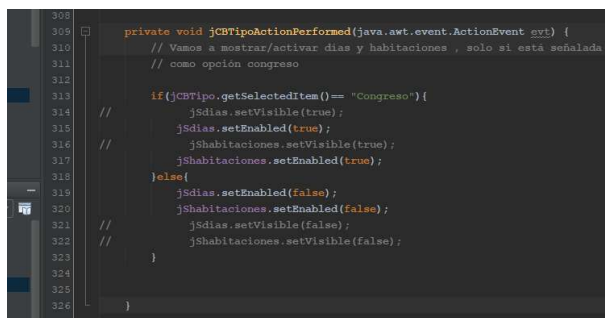 308
309 private void jCBTipoActionPerformed(java.awt.event.ActionEvent evt) {
310 // Vamos a mostrar/activar dias y habitaciones , solo si está señalada
311 // como opción congreso
312
313 if(jCBTipo.getSelectedItem()== "Congreso"){
314 // jSdias.setVisible(true);
315 jSdias.setEnabled(true);
316 // jShabitaciones.setVisible(true);
317 jShabitaciones.setEnabled(true);
318 }else{
319 jSdias.setEnabled(false);
320 jShabitaciones.setEnabled(false);
321 // jSdias.setVisible(false);
322 // jShabitaciones.setVisible(false);
323 }
324
325
326 }